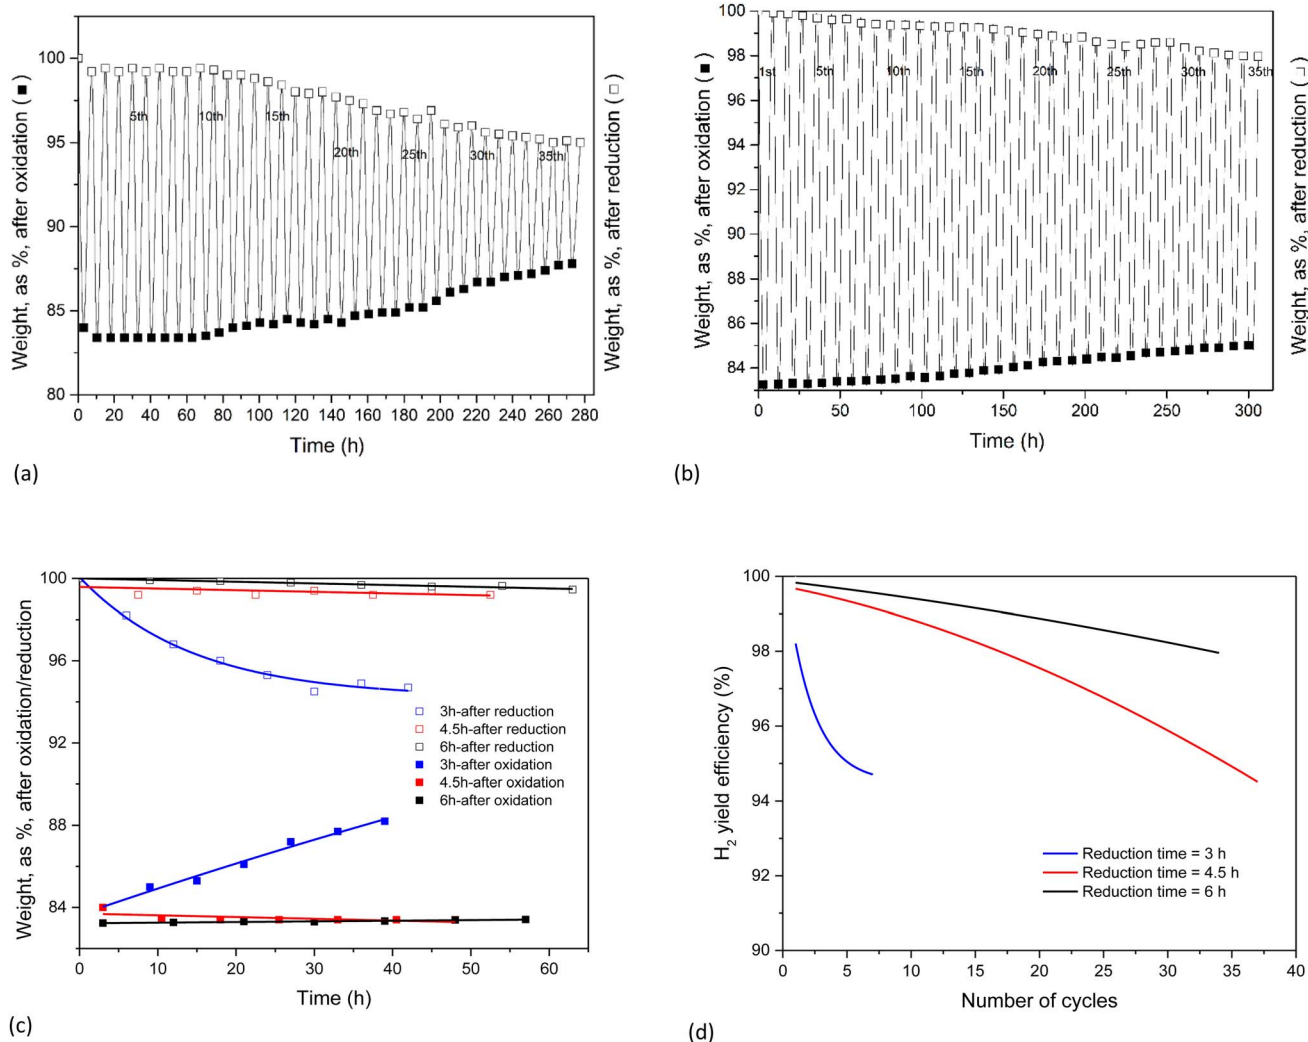 Weight, as %, after oxidation (■)
100
95
90
85
80
5th
10th
15th
20th
25th
30th
35th
Weight, as %, after reduction (□)
0 20 40 60 80 100 120 140 160 180 200 220 240 260 280
Time (h)
(a)
Weight, as %, after oxidation (■)
100
98
96
94
92
90
88
86
84
1st
5th
10th
15th
20th
25th
30th
35th
Weight, as %, after reduction (□)
0 50 100 150 200 250 300
Time (h)
(b)
Weight, as %, after oxidation/reduction
100
96
92
88
84
3h-after reduction
4.5h-after reduction
6h-after reduction
3h-after oxidation
4.5h-after oxidation
6h-after oxidation
0 10 20 30 40 50 60
Time (h)
(c)
H₂ yield efficiency (%)
100
98
96
94
92
90
Reduction time = 3 h
Reduction time = 4.5 h
Reduction time = 6 h
0 5 10 15 20 25 30 35 40
Number of cycles
(d)